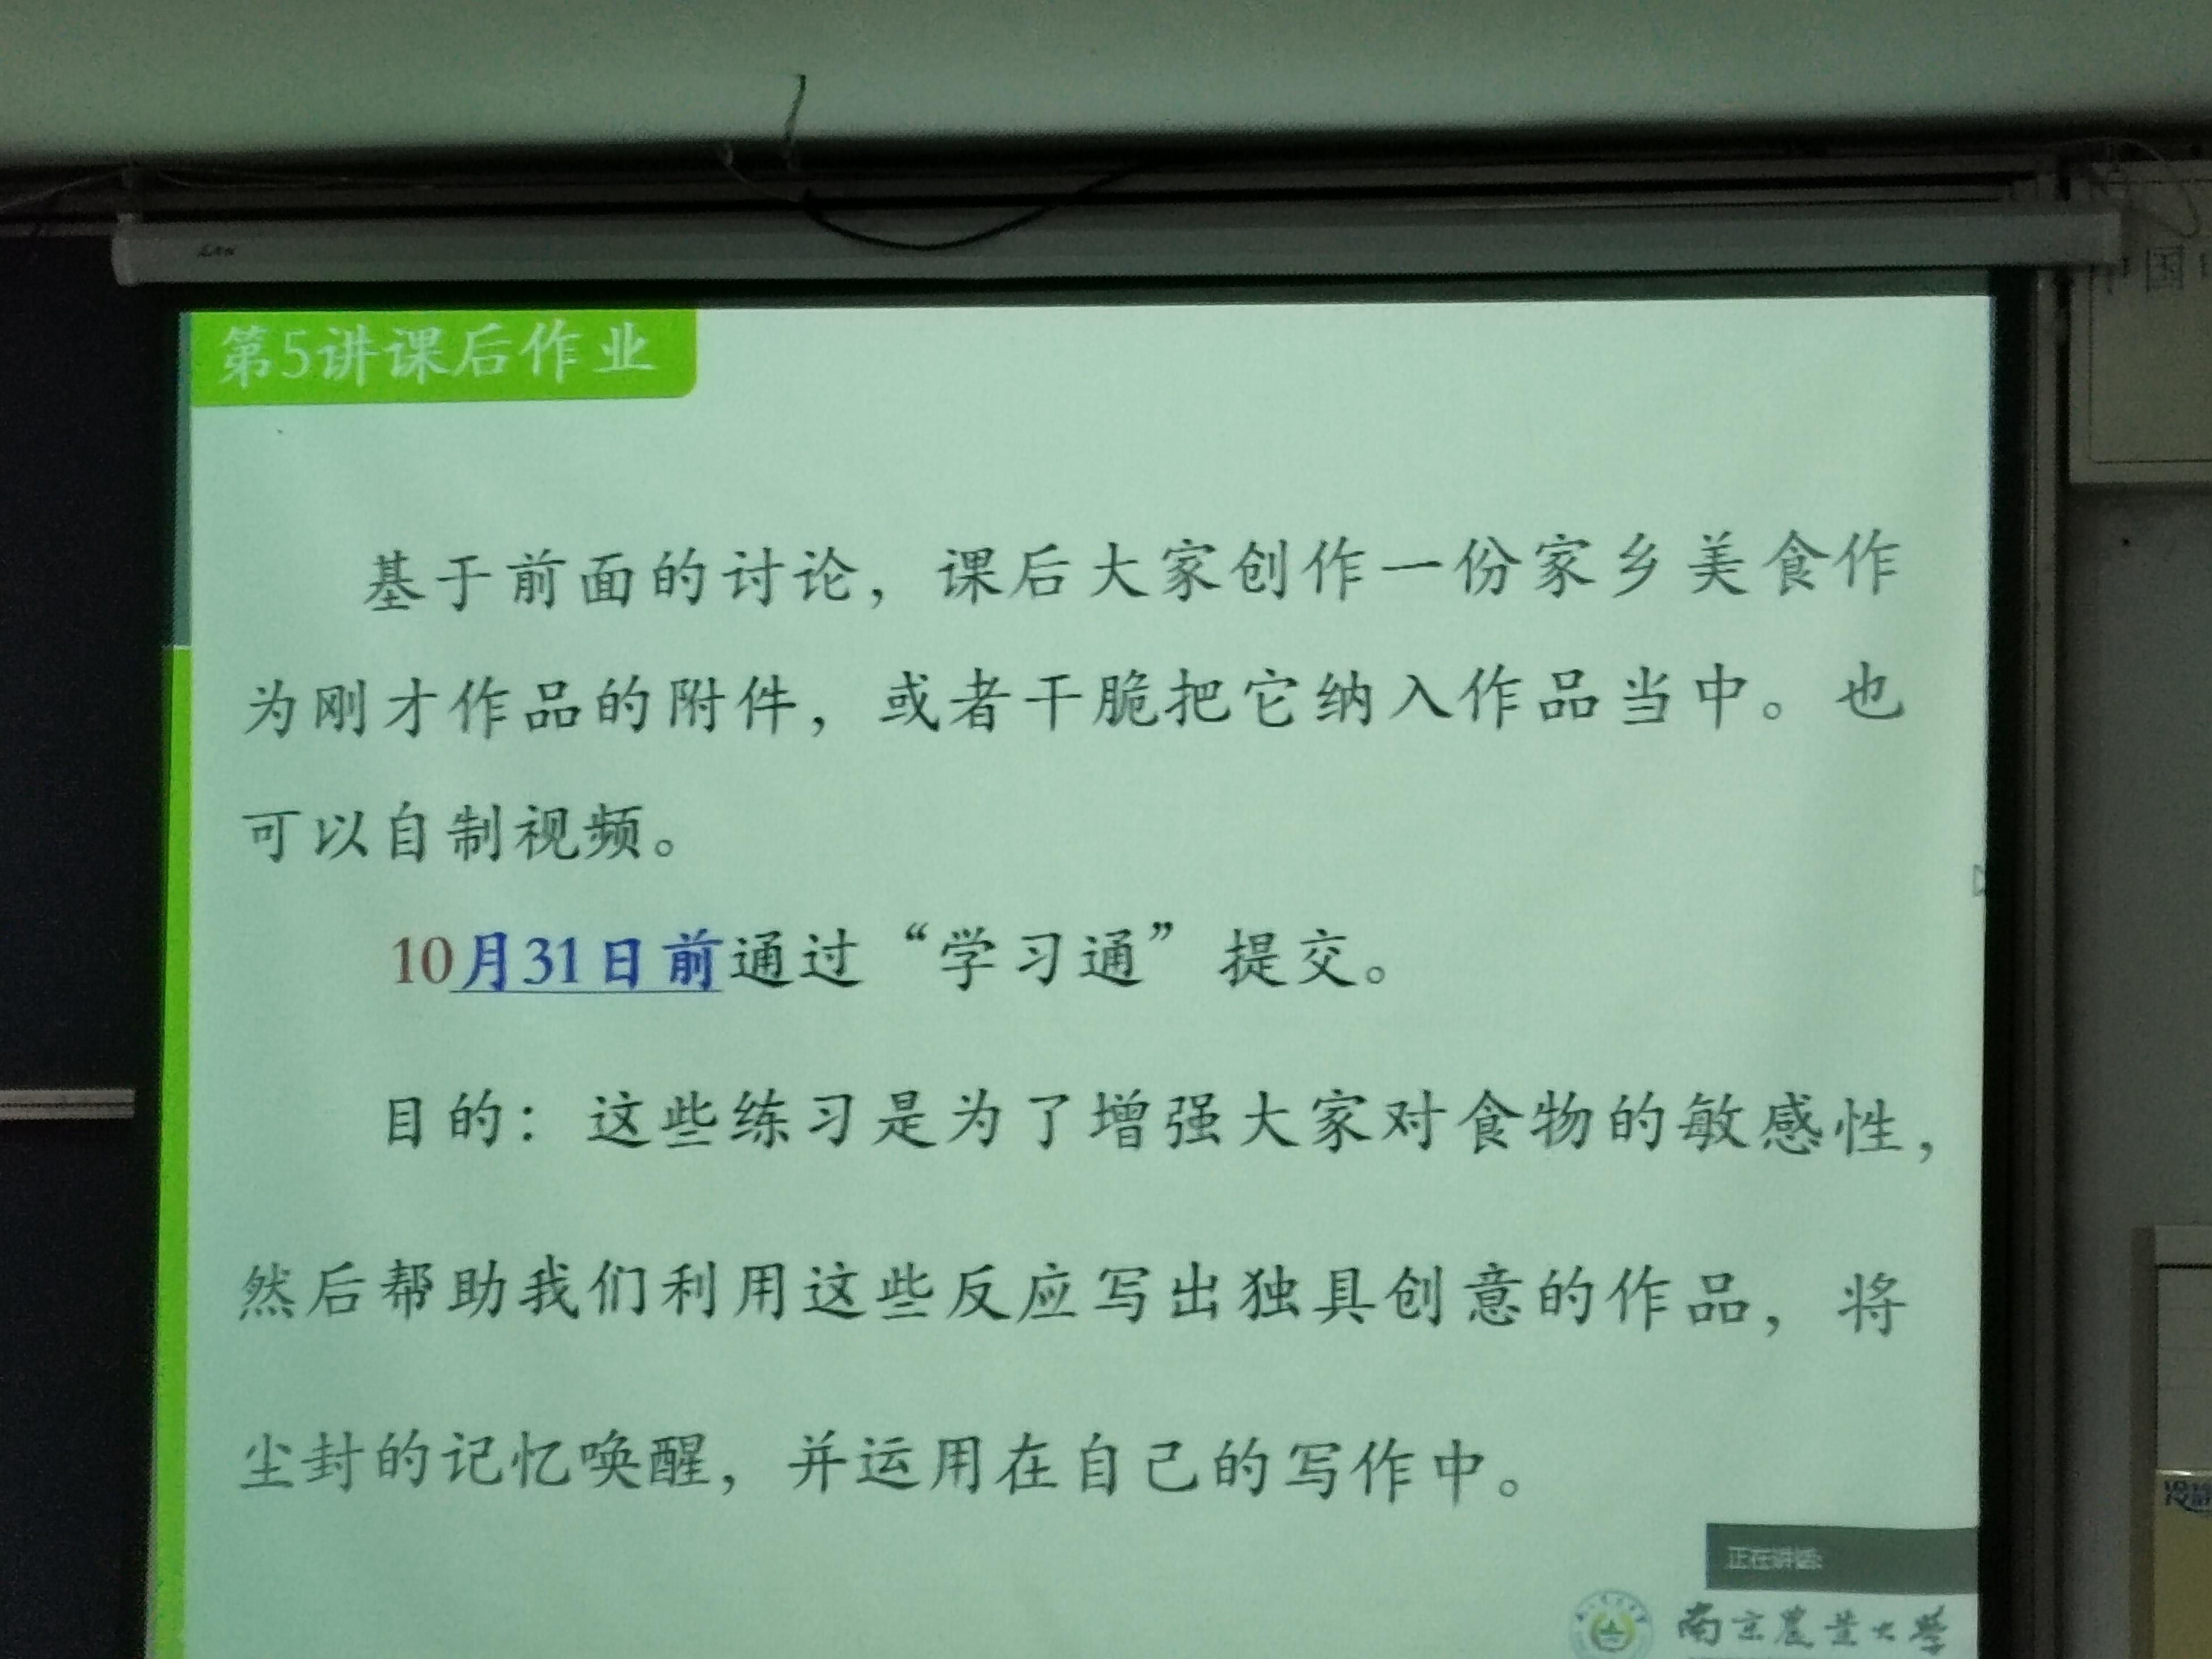 第5讲课后作业
基于前面的讨论，课后大家创作一份家乡美食作
为刚才作品的附件，或者干脆把它纳入作品当中。也
可以自制视频。
10月31日前通过“学习通”提交。
目的：这些练习是为了增强大家对食物的敏感性，
然后帮助我们利用这些反应写出独具创意的作品，将
尘封的记忆唤醒，并运用在自己的写作中。
正在讲话:
南京农业大学
中国
冷静